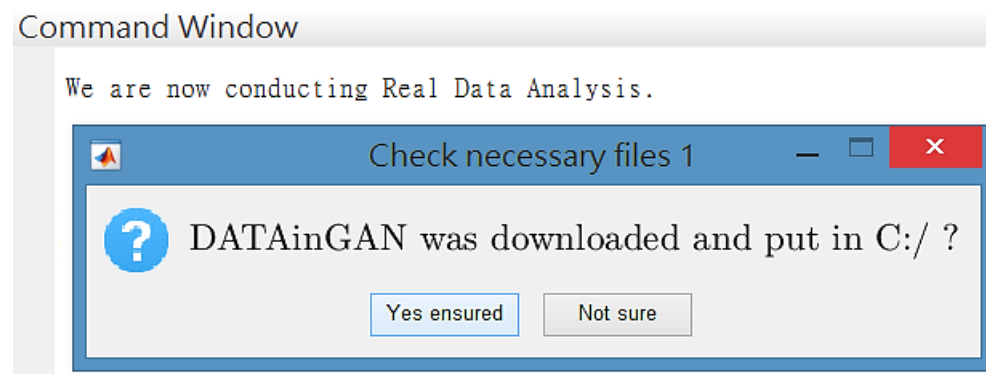 Command Window
We are now conducting Real Data Analysis.
Check necessary files 1
DATAinGAN was downloaded and put in C:/ ?
Yes ensured
Not sure